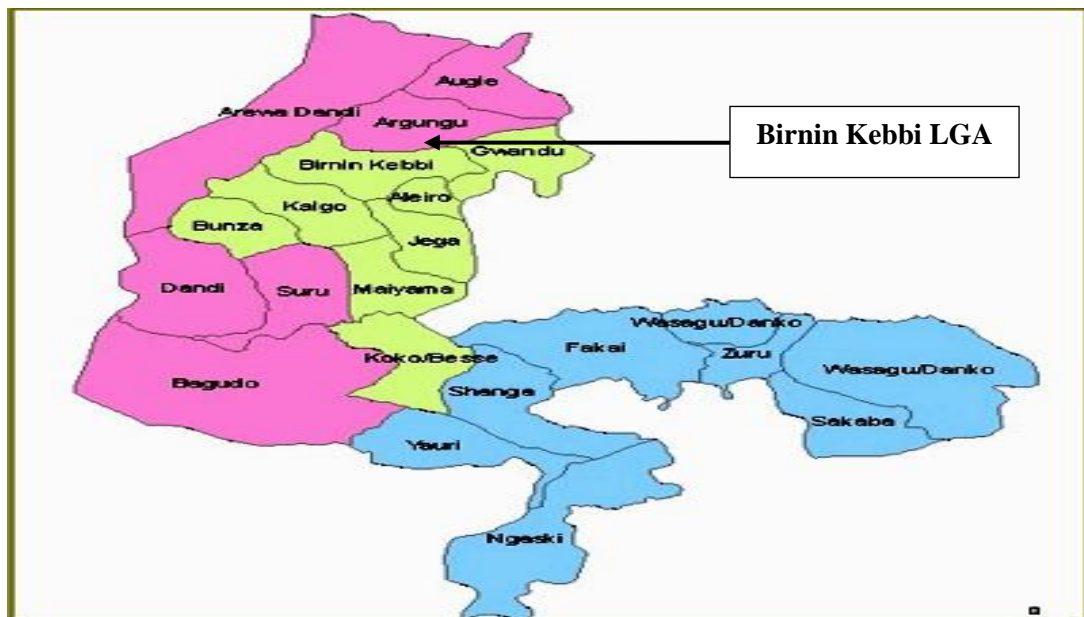 Augie
Arewa Dandi
Argungu
Birnin Kebbi LGA
Gwandu
Birnin Kebbi
Aleiro
Kalgo
Bunza
Jega
Dandi
Suru
Maiyama
Wasagu/Danko
Fakai
Zuru
Koko/Besse
Wasagu/Danko
Bagudo
Shanga
Sakaba
Yauri
Ngaski